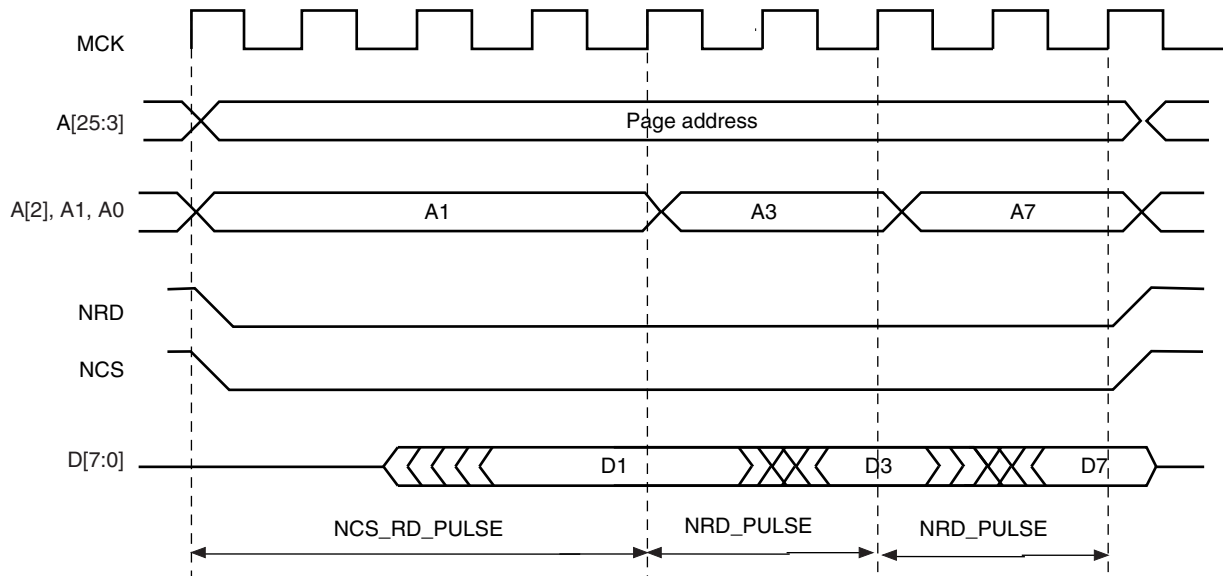 MCK
A[25:3]
Page address
A[2], A1, A0
A1
A3
A7
NRD
NCS
D[7:0]
D1
D3
D7
NCS_RD_PULSE
NRD_PULSE
NRD_PULSE